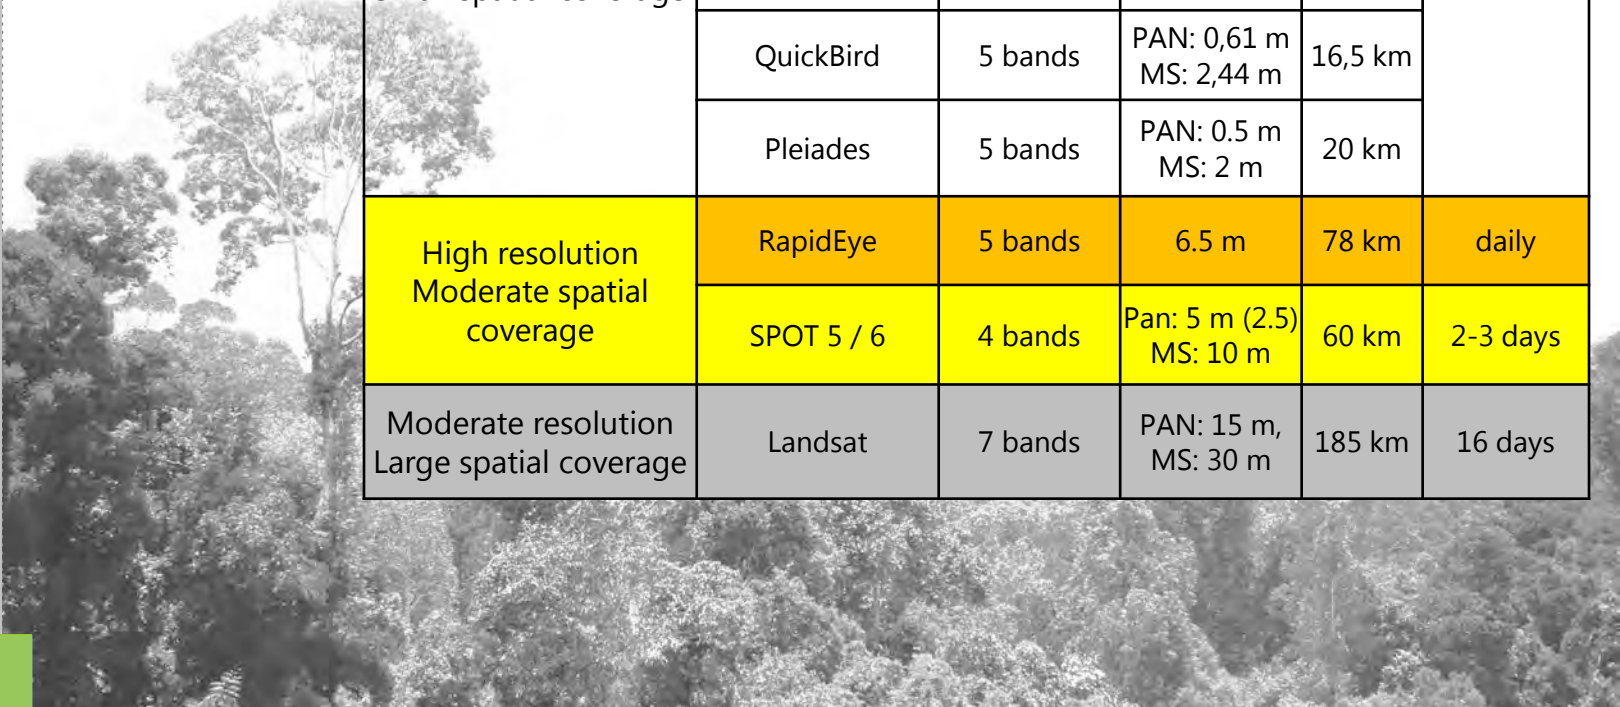 QuickBird
5 bands
PAN: 0,61 m
MS: 2,44 m
16,5 km
Pleiades
5 bands
PAN: 0.5 m
MS: 2 m
20 km
High resolution
Moderate spatial
coverage
RapidEye
5 bands
6.5 m
78 km
daily
SPOT 5 / 6
4 bands
Pan: 5 m (2.5)
MS: 10 m
60 km
2-3 days
Moderate resolution
Large spatial coverage
Landsat
7 bands
PAN: 15 m,
MS: 30 m
185 km
16 days